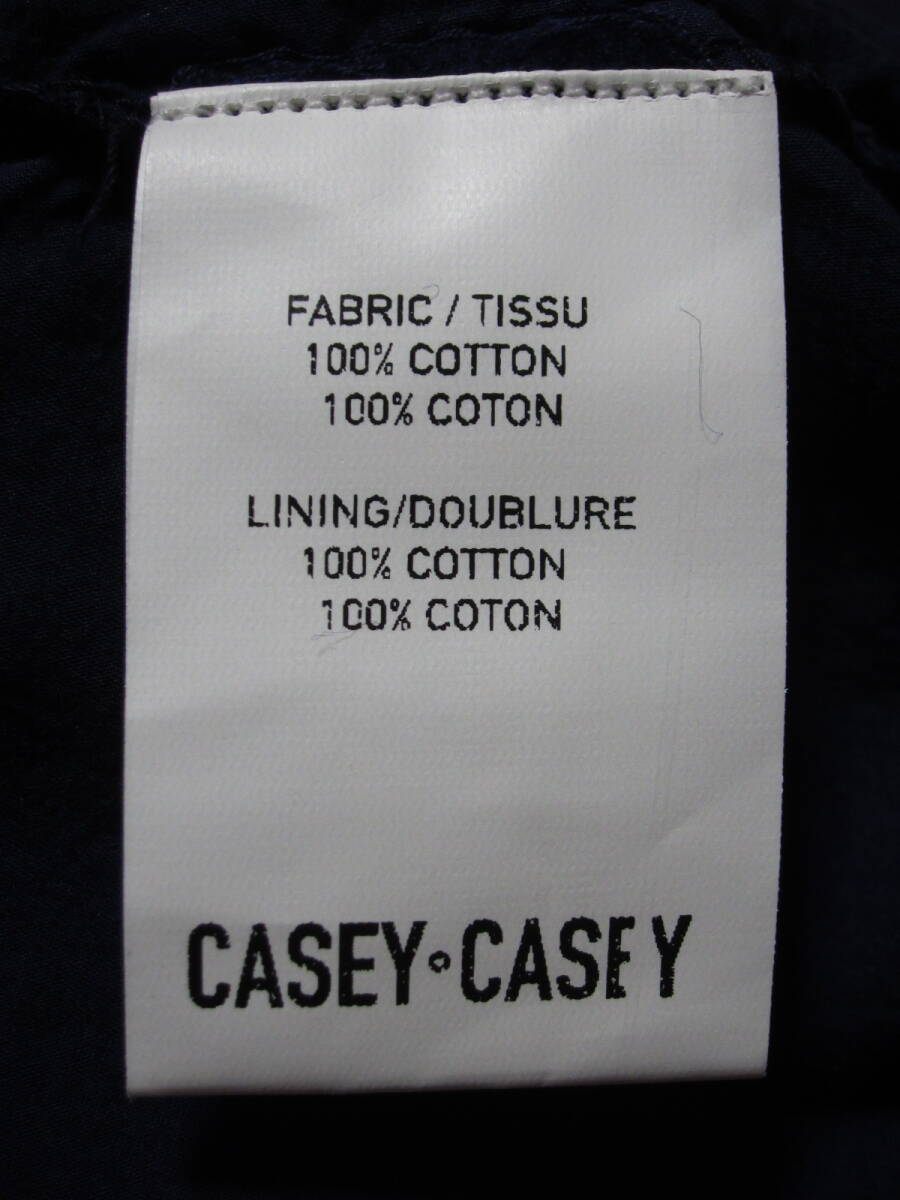 FABRIC / TISSU
100% COTTON
100% COTON
LINING/DOUBLURE
100% COTTON
100% COTON
CASEY∘CASEY